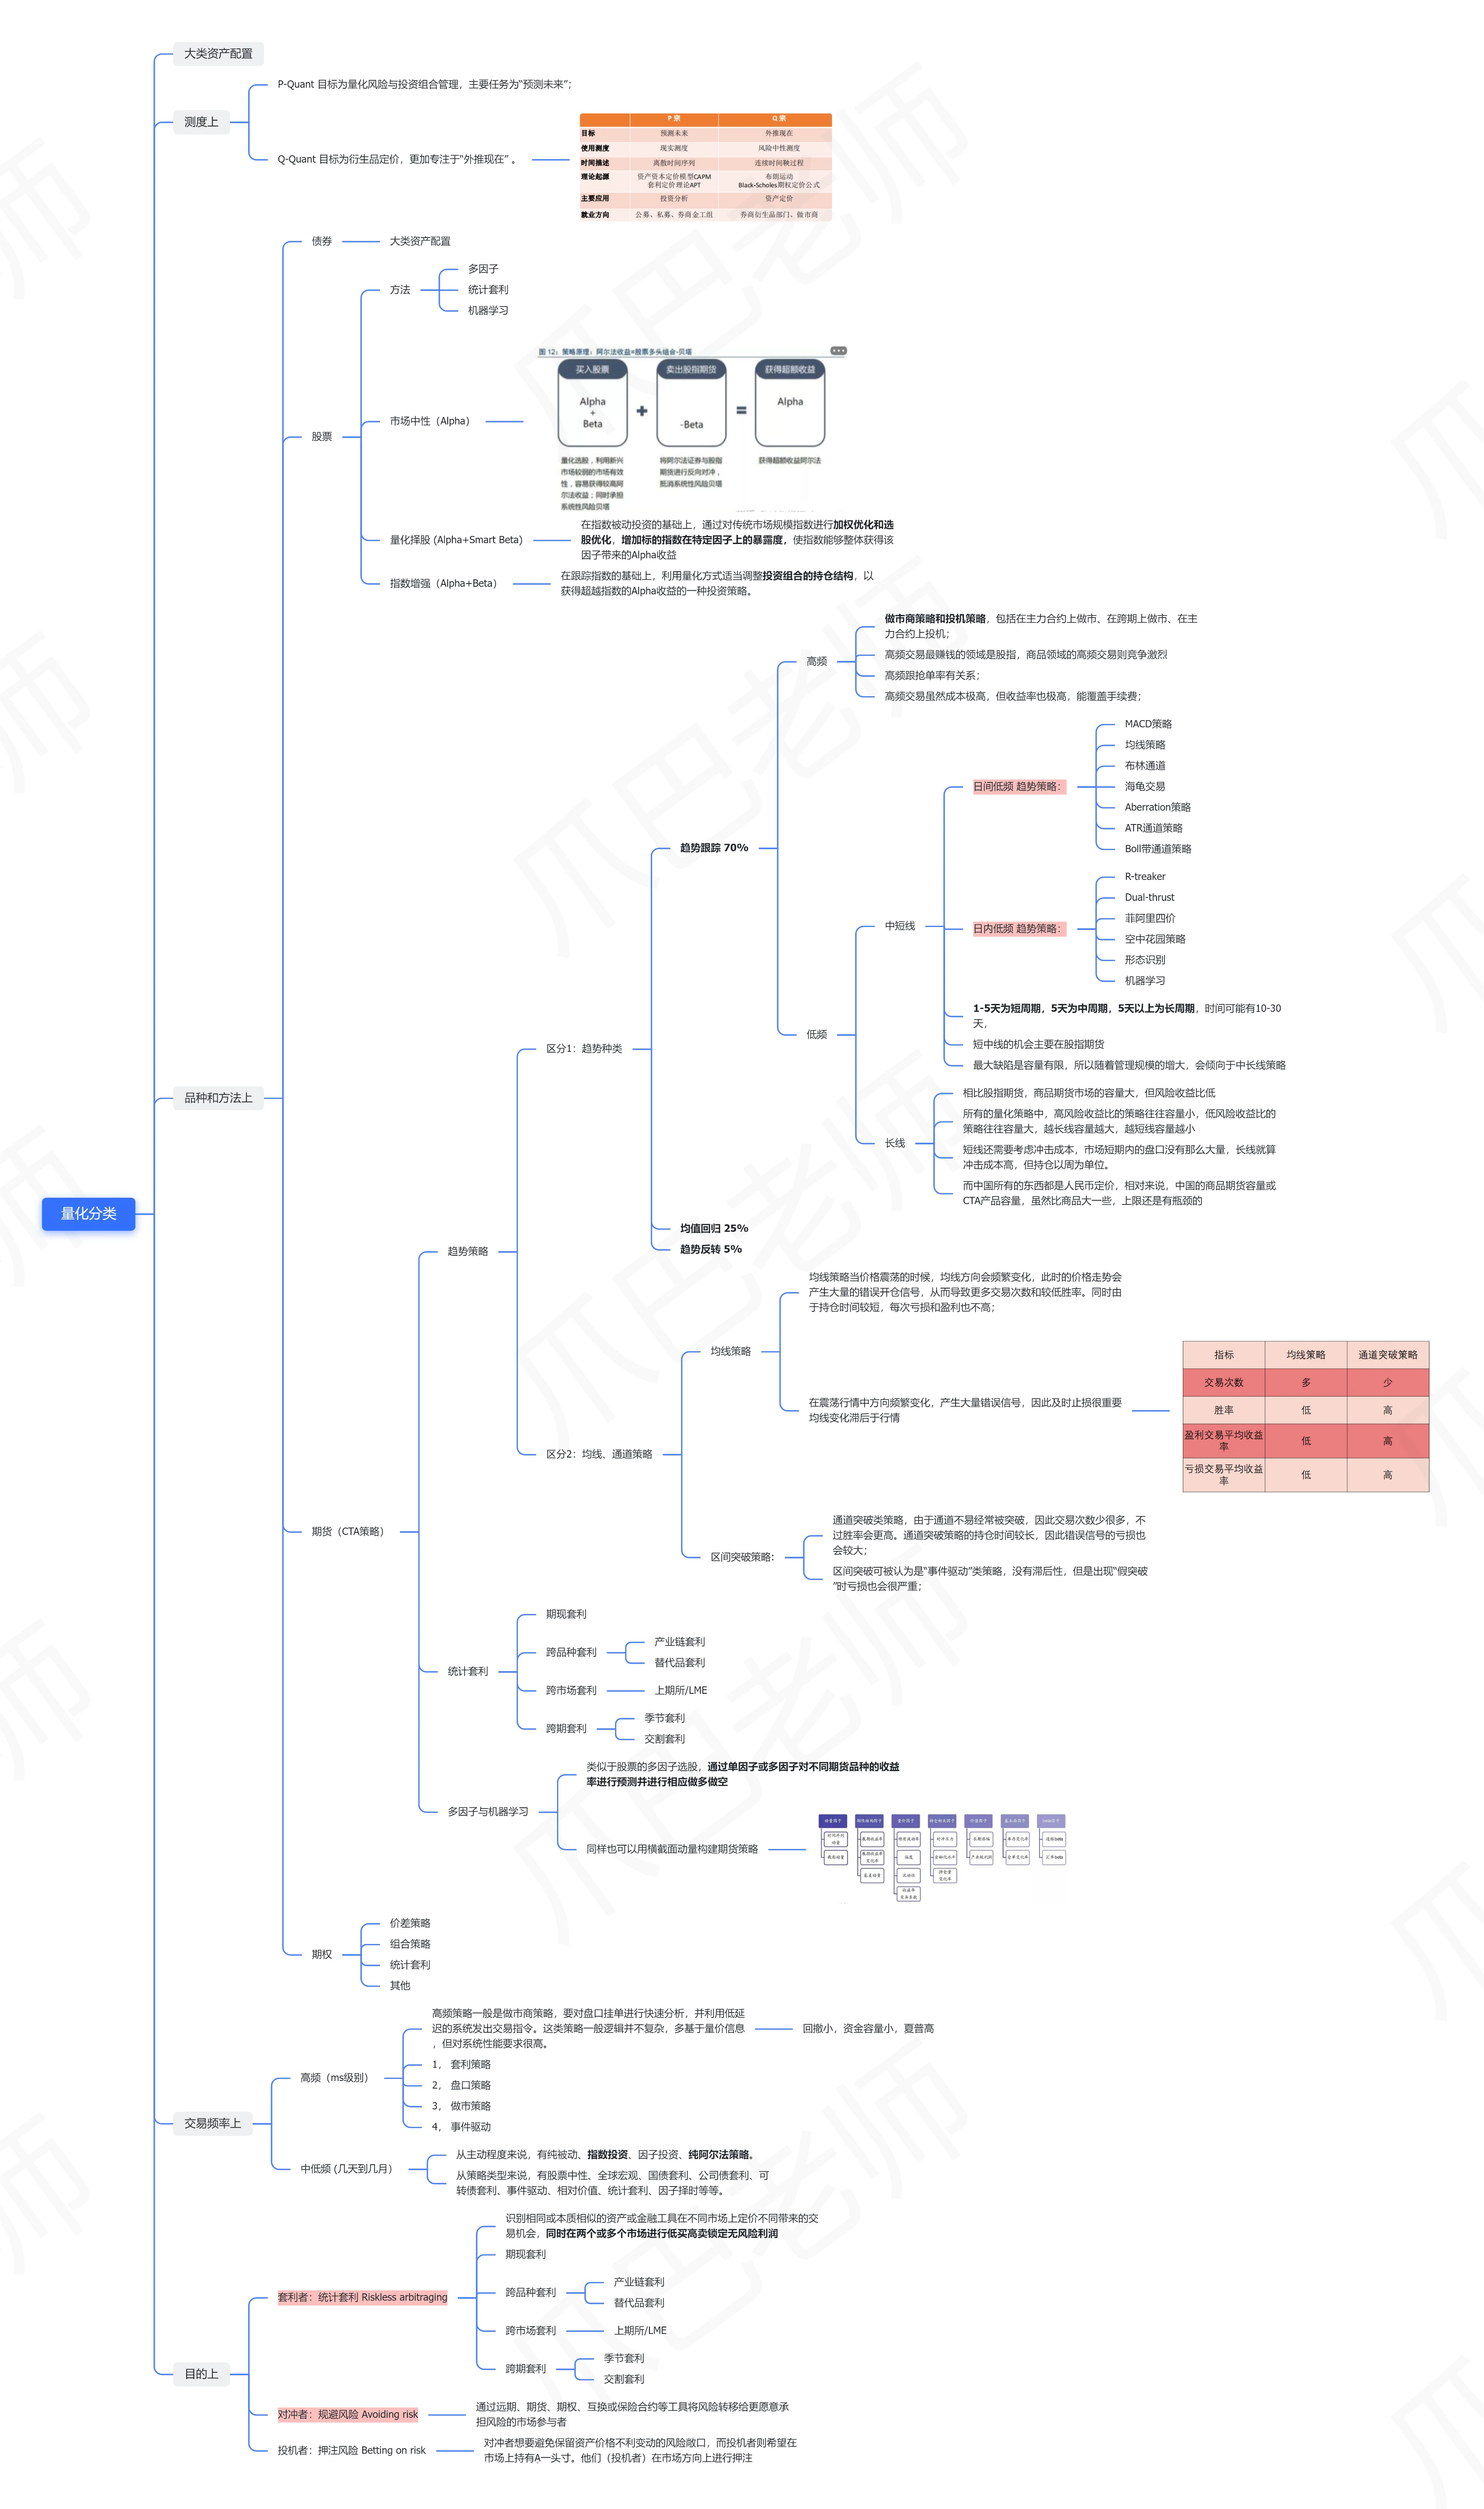 大类资产配置
P-Quant 目标为量化风险与投资组合管理，主要任务为“预测未来”；
测度上
Q-Quant 目标为衍生品定价，更加专注于“外推现在” 。
P 宗 Q 宗
目标 预测未来 外推现在
使用测度 现实测度 风险中性测度
时间描述 离散时间序列 连续时间鞅过程
理论起源 资产资本定价模型CAPM 布朗运动
套利定价理论APT Black-Scholes期权定价公式
主要应用 投资分析 资产定价
就业方向 公募、私募、券商金工组 券商衍生品部门、做市商
债券
大类资产配置
股票
方法
多因子
统计套利
机器学习
市场中性（Alpha）
图 12：策略原理：阿尔法收益=股票多头组合-贝塔
买入股票 卖出股指期货 获得超额收益
Alpha
+
Beta
+
-Beta
=
Alpha
量化选股，利用新兴
市场较弱的市场有效
性，容易获得较高阿
尔法收益；同时承担
系统性风险贝塔
将阿尔法证券与股指
期货进行反向对冲，
抵消系统性风险贝塔
获得超额收益阿尔法
量化择股 (Alpha+Smart Beta)
在指数被动投资的基础上，通过对传统市场规模指数进行加权优化和选
股优化，增加标的指数在特定因子上的暴露度，使指数能够整体获得该
因子带来的Alpha收益
指数增强（Alpha+Beta）
在跟踪指数的基础上，利用量化方式适当调整投资组合的持仓结构，以
获得超越指数的Alpha收益的一种投资策略。
品种和方法上
量化分类
期货（CTA策略）
趋势策略
区分1：趋势种类
趋势跟踪 70%
高频
做市商策略和投机策略，包括在主力合约上做市、在跨期上做市、在主
力合约上投机；
高频交易最赚钱的领域是股指，商品领域的高频交易则竞争激烈
高频跟抢单率有关系；
高频交易虽然成本极高，但收益率也极高，能覆盖手续费；
低频
中短线
日间低频 趋势策略：
MACD策略
均线策略
布林通道
海龟交易
Aberration策略
ATR通道策略
Boll带通道策略
日内低频 趋势策略：
R-treaker
Dual-thrust
菲阿里四价
空中花园策略
形态识别
机器学习
1-5天为短周期，5天为中周期，5天以上为长周期，时间可能有10-30
天，
短中线的机会主要在股指期货
最大缺陷是容量有限，所以随着管理规模的增大，会倾向于中长线策略
长线
相比股指期货，商品期货市场的容量大，但风险收益比低
所有的量化策略中，高风险收益比的策略往往容量小，低风险收益比的
策略往往容量大，越长线容量越大，越短线容量越小
短线还需要考虑冲击成本，市场短期内的盘口没有那么大量，长线就算
冲击成本高，但持仓以周为单位。
而中国所有的东西都是人民币定价，相对来说，中国的商品期货容量或
CTA产品容量，虽然比商品大一些，上限还是有瓶颈的
均值回归 25%
趋势反转 5%
区分2：均线、通道策略
均线策略
均线策略当价格震荡的时候，均线方向会频繁变化，此时的价格走势会
产生大量的错误开仓信号，从而导致更多交易次数和较低胜率。同时由
于持仓时间较短，每次亏损和盈利也不高；
在震荡行情中方向频繁变化，产生大量错误信号，因此及时止损很重要
均线变化滞后于行情
指标 均线策略 通道突破策略
交易次数 多 少
胜率 低 高
盈利交易平均收益
率 低 高
亏损交易平均收益
率 低 高
区间突破策略:
通道突破类策略，由于通道不易经常被突破，因此交易次数少很多，不
过胜率会更高。通道突破策略的持仓时间较长，因此错误信号的亏损也
会较大；
区间突破可被认为是“事件驱动”类策略，没有滞后性，但是出现“假突破
”时亏损也会很严重；
统计套利
期现套利
跨品种套利
产业链套利
替代品套利
跨市场套利
上期所/LME
跨期套利
季节套利
交割套利
多因子与机器学习
类似于股票的多因子选股，通过单因子或多因子对不同期货品种的收益
率进行预测并进行相应做多做空
同样也可以用横截面动量构建期货策略
期权
价差策略
组合策略
统计套利
其他
交易频率上
高频（ms级别）
高频策略一般是做市商策略，要对盘口挂单进行快速分析，并利用低延
迟的系统发出交易指令。这类策略一般逻辑并不复杂，多基于量价信息
，但对系统性能要求很高。
回撤小，资金容量小，夏普高
1， 套利策略
2， 盘口策略
3， 做市策略
4， 事件驱动
中低频 (几天到几月）
从主动程度来说，有纯被动、指数投资、因子投资、纯阿尔法策略。
从策略类型来说，有股票中性、全球宏观、国债套利、公司债套利、可
转债套利、事件驱动、相对价值、统计套利、因子择时等等。
目的上
套利者：统计套利 Riskless arbitraging
识别相同或本质相似的资产或金融工具在不同市场上定价不同带来的交
易机会，同时在两个或多个市场进行低买高卖锁定无风险利润
期现套利
跨品种套利
产业链套利
替代品套利
跨市场套利
上期所/LME
跨期套利
季节套利
交割套利
对冲者：规避风险 Avoiding risk
通过远期、期货、期权、互换或保险合约等工具将风险转移给更愿意承
担风险的市场参与者
投机者：押注风险 Betting on risk
对冲者想要避免保留资产价格不利变动的风险敞口，而投机者则希望在
市场上持有A一头寸。他们（投机者）在市场方向上进行押注
爪巴老师